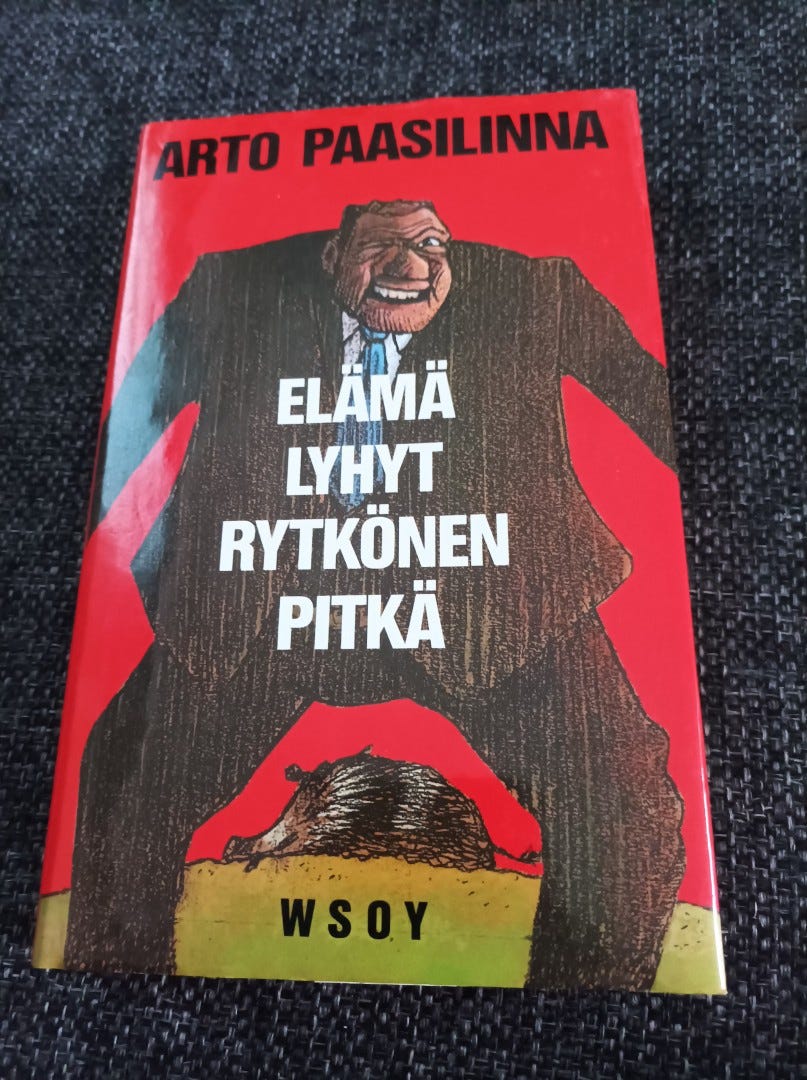 ARTO PAASILINNA
ELÄMÄ
LYHYT
RYTKÖNEN
PITKÄ
WSOY